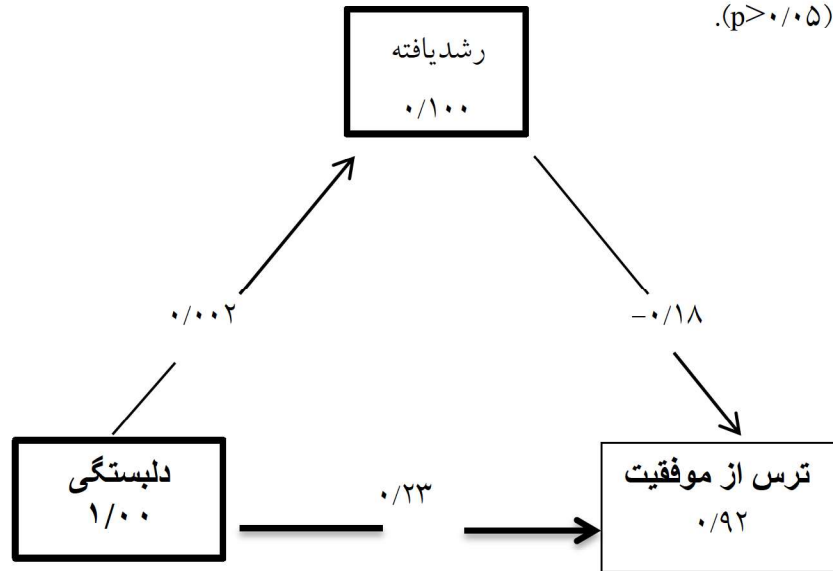 (p>۰/۰۵).
رشدیافته
۰/۱۰۰
۰/۰۰۲
–۰/۱۸
دلبستگی
۱/۰۰
۰/۲۳
ترس از موفقیت
۰/۹۲